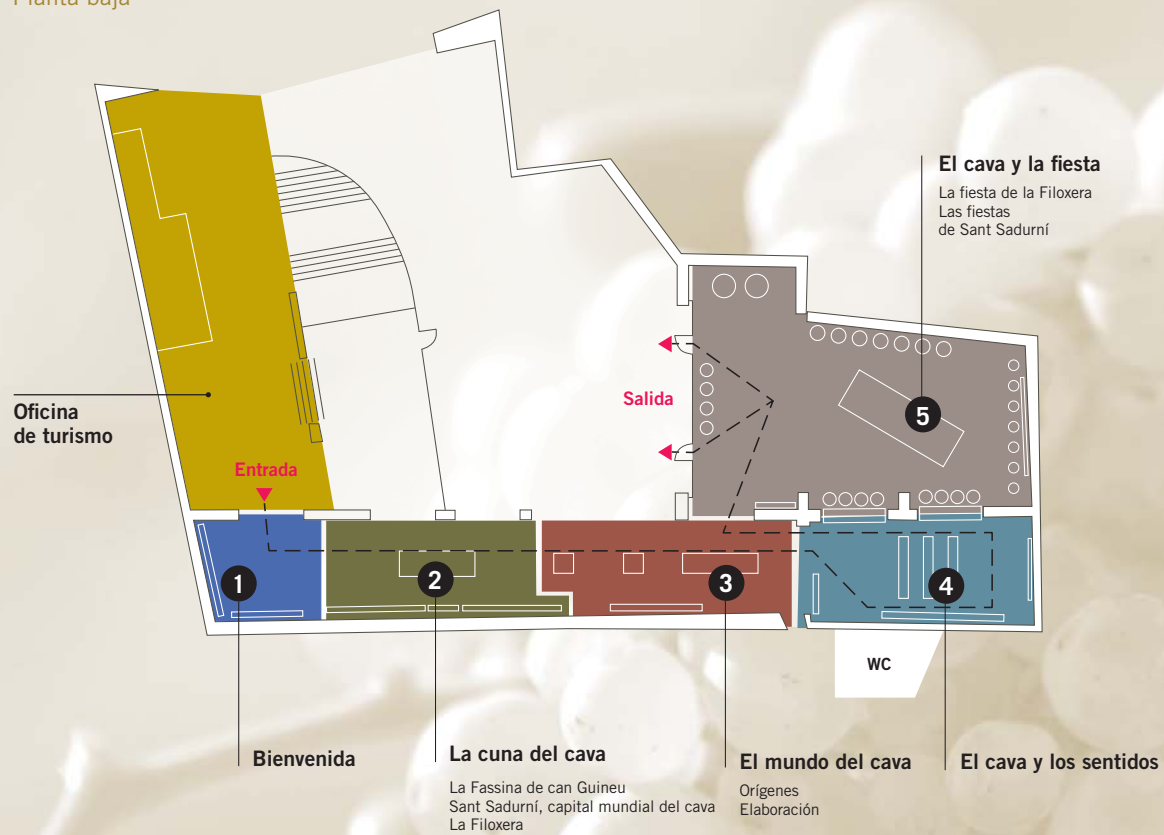 Planta baja
El cava y la fiesta
La fiesta de la Filoxera
Las fiestas
de Sant Sadurní
Salida
Oficina
de turismo
Entrada
5
1
2
3
4
WC
Bienvenida
La cuna del cava
La Fassina de can Guineu
Sant Sadurní, capital mundial del cava
La Filoxera
El mundo del cava
Orígenes
Elaboración
El cava y los sentidos